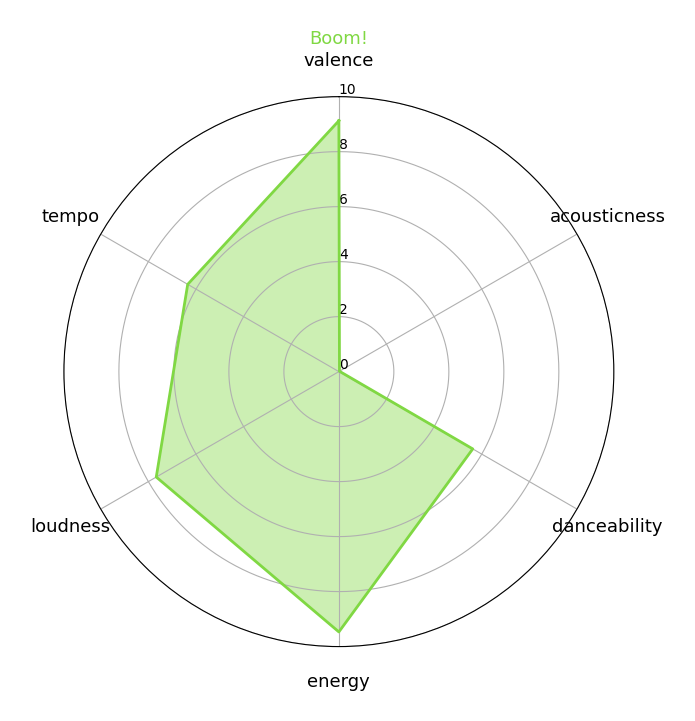 Boom!
valence
10
8
tempo
acousticness
6
4
2
0
loudness
danceability
energy